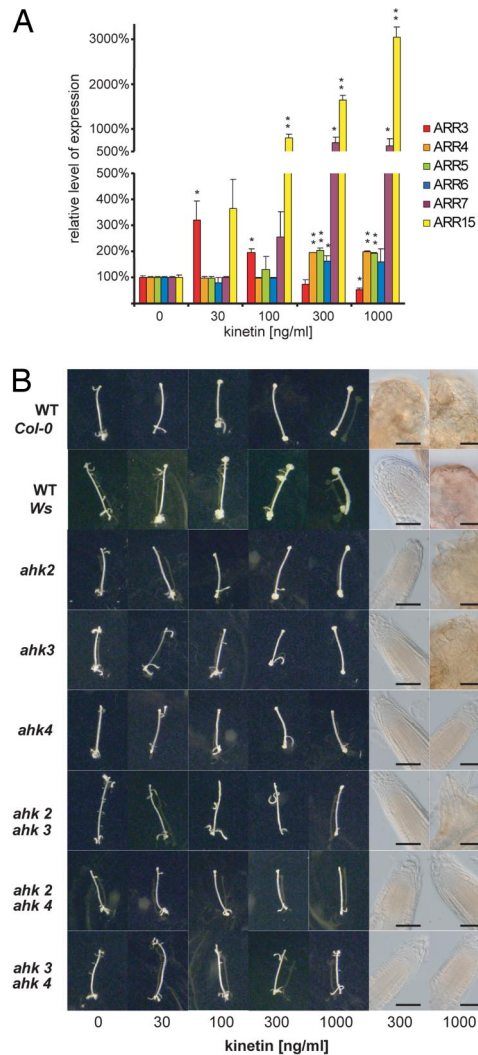 A
relative level of expression
3000%
2000%
1000%
500%
500%
400%
300%
200%
100%
* * ** * ** ** ** * * ** * ** ** * **
ARR3
ARR4
ARR5
ARR6
ARR7
ARR15
0 30 100 300 1000
kinetin [ng/ml]
B
WT
Col-0
WT
Ws
ahk2
ahk3
ahk4
ahk 2
ahk 3
ahk 2
ahk 4
ahk 3
ahk 4
0 30 100 300 1000 300 1000
kinetin [ng/ml]